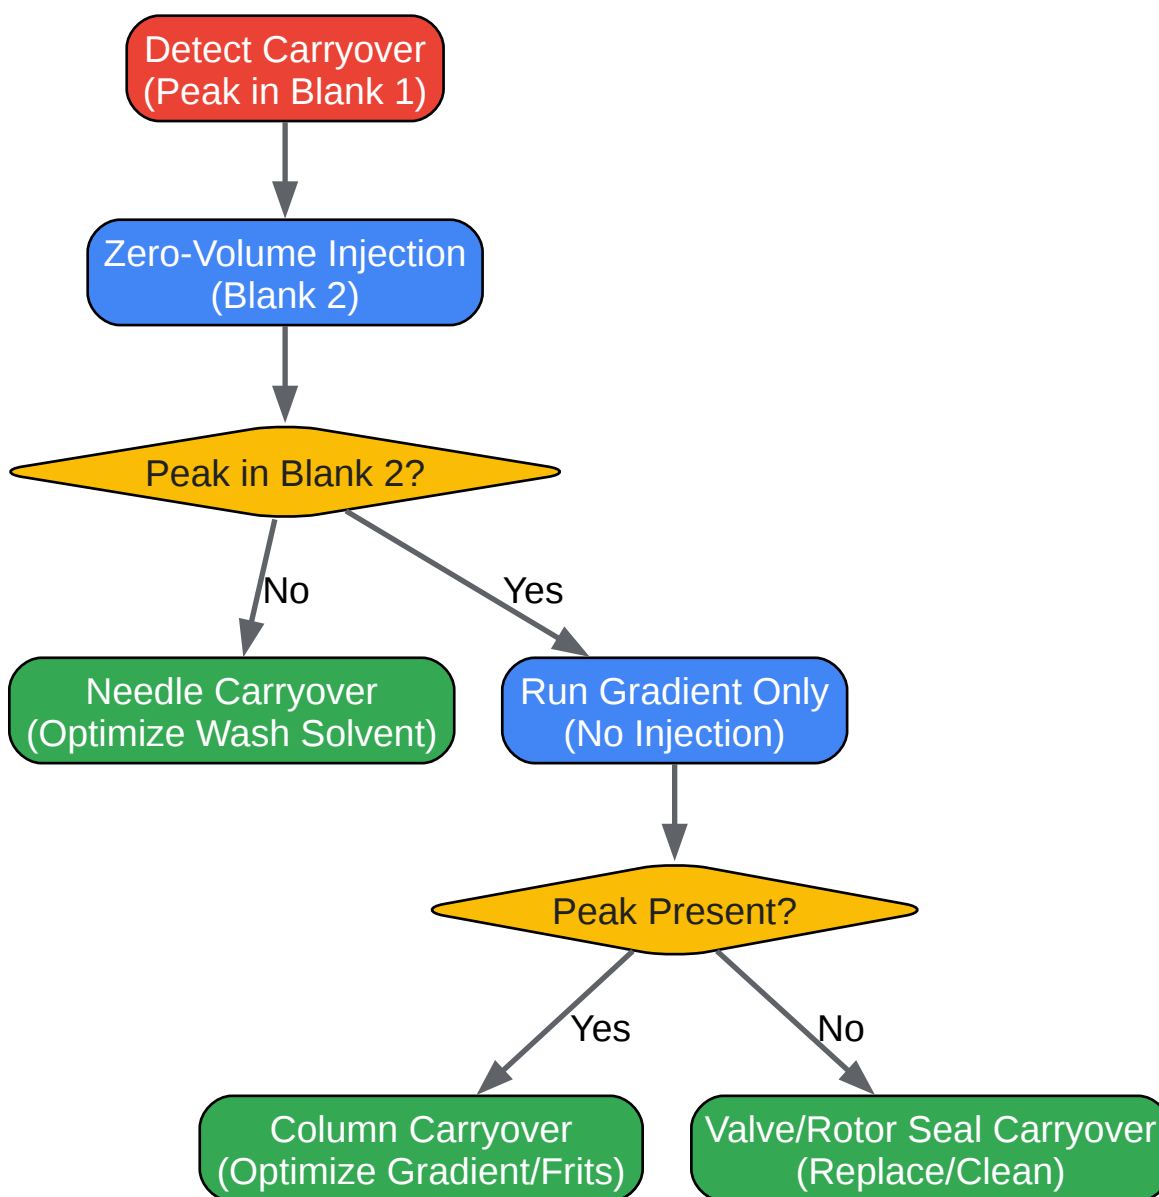 Detect Carryover
(Peak in Blank 1)
Zero-Volume Injection
(Blank 2)
Peak in Blank 2?
No
Yes
Needle Carryover
(Optimize Wash Solvent)
Run Gradient Only
(No Injection)
Peak Present?
Yes
No
Column Carryover
(Optimize Gradient/Frits)
Valve/Rotor Seal Carryover
(Replace/Clean)